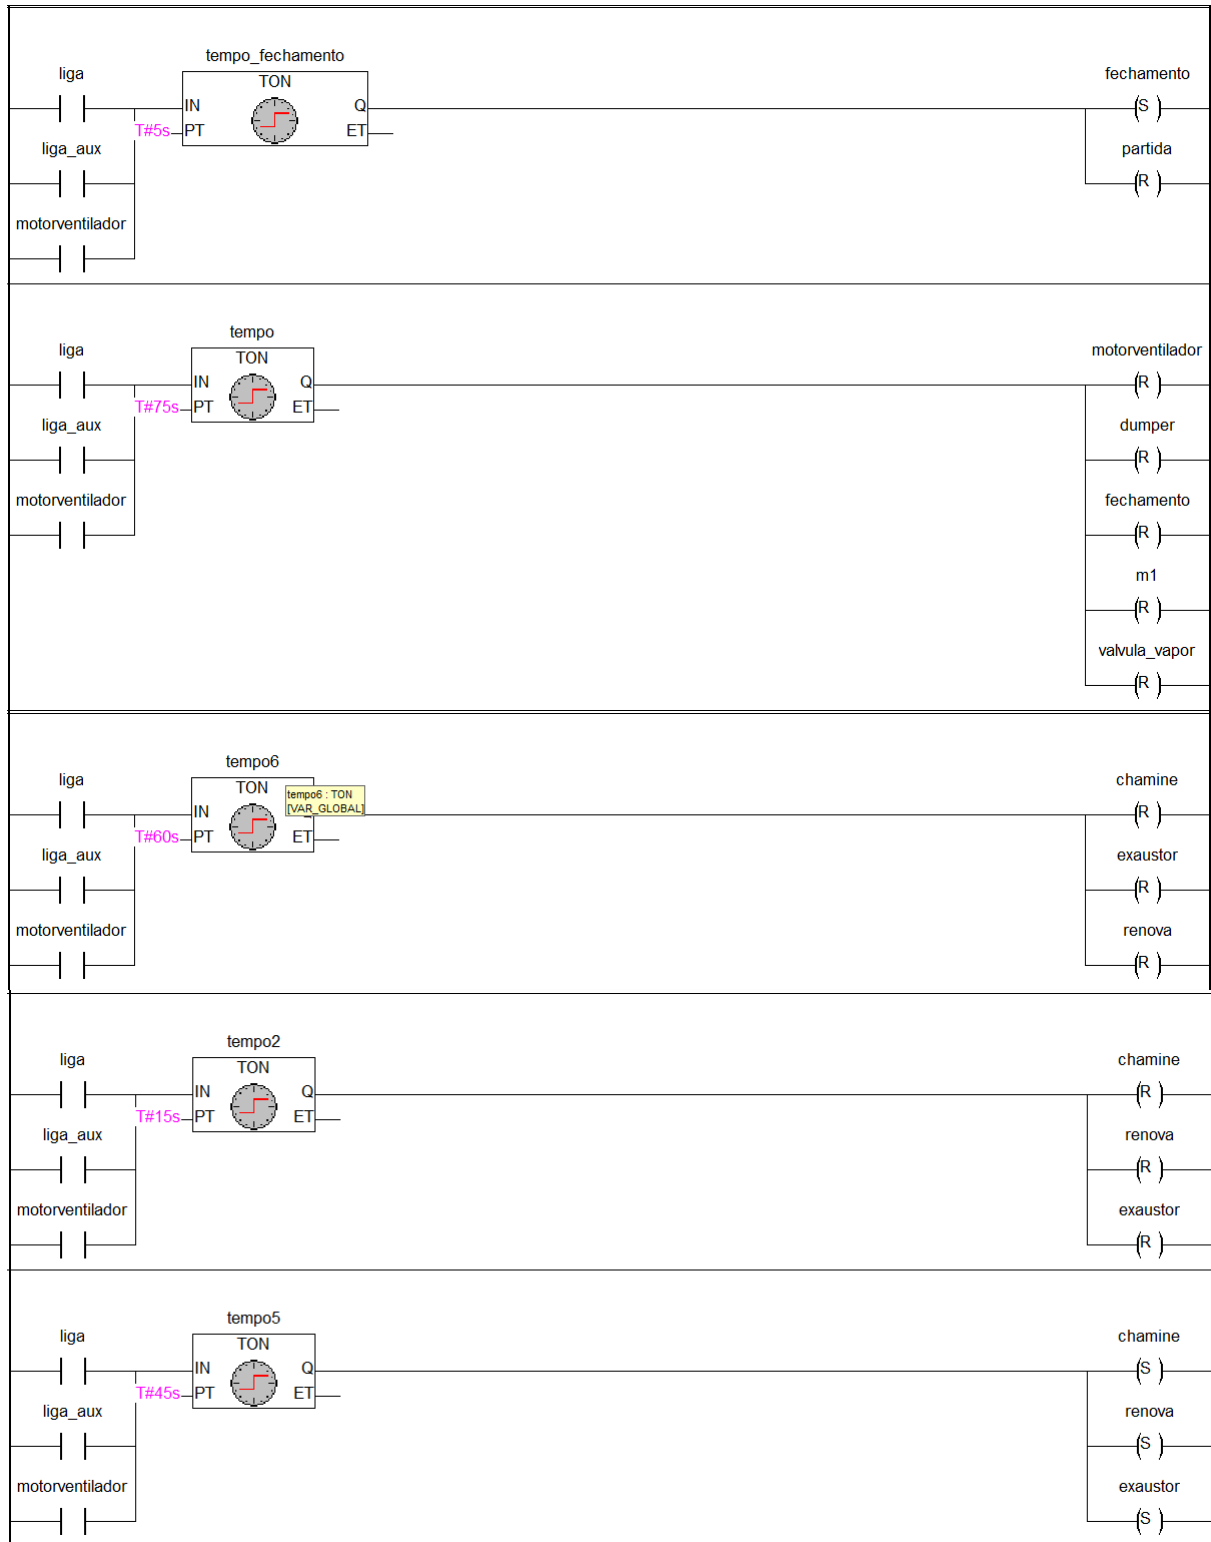 tempo_fechamento
liga TON fechamento
IN Q S
T#5s PT ET
liga_aux partida
R
motorventilador
tempo
liga TON motorventilador
IN Q R
T#75s PT ET
liga_aux dumper
R
motorventilador fechamento
R
m1
R
valvula_vapor
R
tempo6
liga TON chamine
tempo6 : TON
[VAR_GLOBAL]
IN R
T#60s PT ET
liga_aux exaustor
R
motorventilador renova
R
tempo2
liga TON chamine
IN Q R
T#15s PT ET
liga_aux renova
R
motorventilador exaustor
R
tempo5
liga TON chamine
IN Q S
T#45s PT ET
liga_aux renova
S
motorventilador exaustor
S